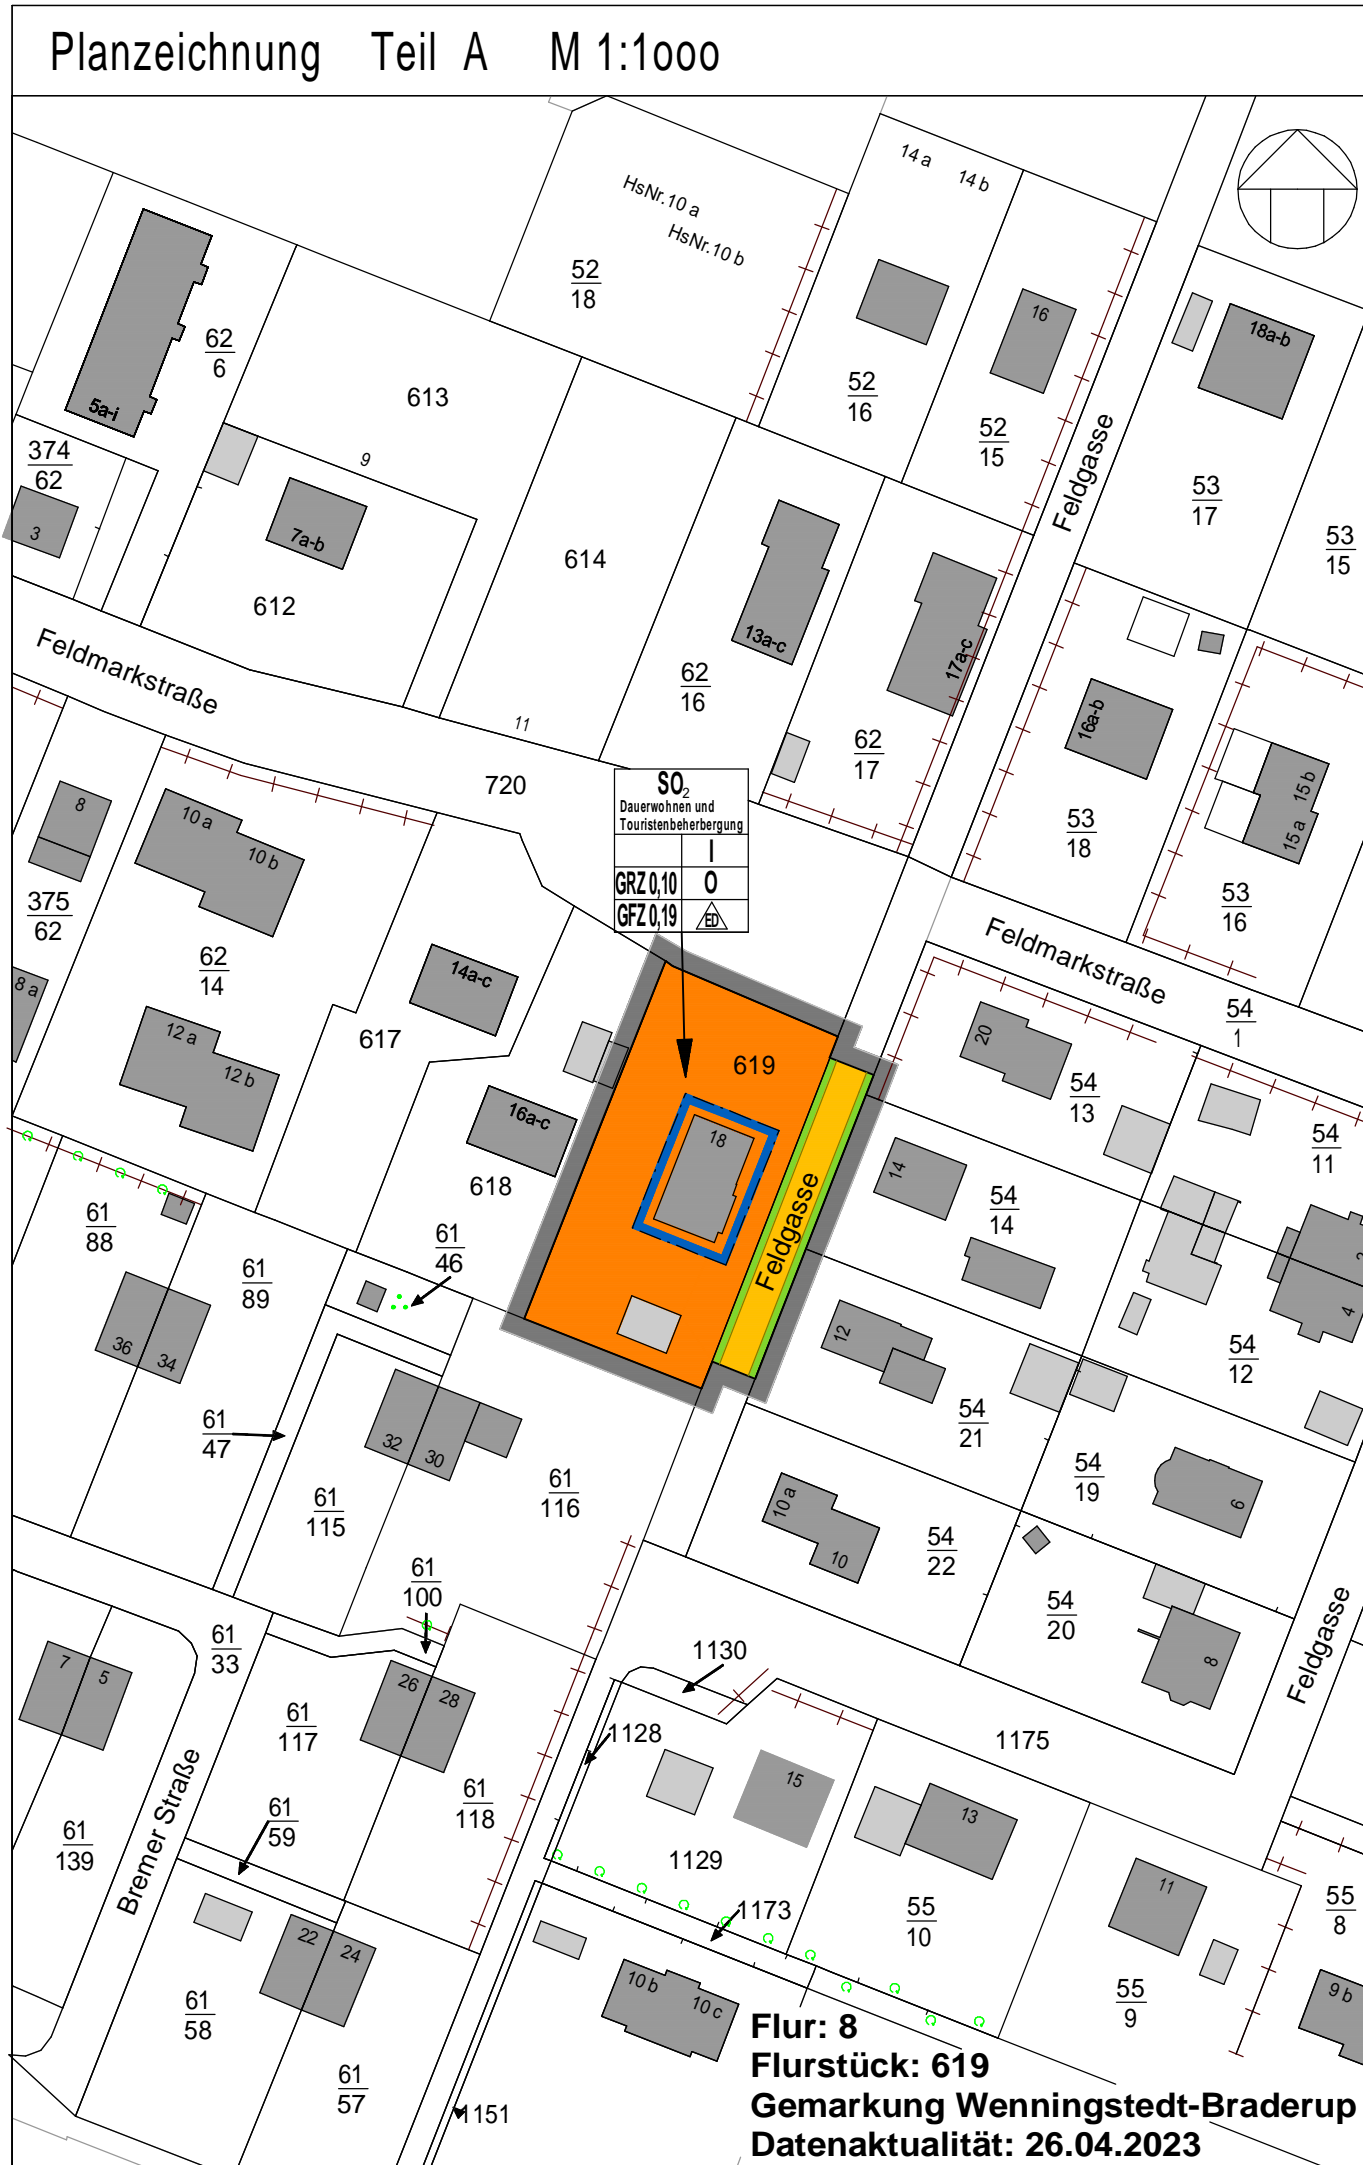 Planzeichnung Teil A M 1:1ooo
14 a
14 b
HsNr.10 a
HsNr.10 b
52
18
16
18a-b
62
6
613
52
16
52
15
5a-i
374
62
9
3
7a-b
Feldgasse
53
17
53
15
614
612
13a-c
17a-c
Feldmarkstraße
62
16
11
62
17
16a-b
720
SO2
Dauerwohnen und
Touristenbeherbergung
I
GRZ 0,10 O
GFZ 0,19 ED
8
10 a
10 b
53
18
15 b
15 a
375
62
53
16
62
14
14a-c
Feldmarkstraße
8 a
54
1
12 a
12 b
617
619
20
54
13
16a-c
18
54
11
14
618
54
14
61
88
61
46
61
89
Feldgasse
2
4
36
34
12
54
12
61
47
32
30
54
21
61
116
54
19
6
61
115
10 a
10
54
22
61
100
54
20
61
33
1130
8
Feldgasse
7
5
26
28
61
117
1128
1175
15
13
Bremer Straße
61
118
61
59
61
139
1129
11
1173
55
10
55
8
22
24
61
58
10 b
10 c
55
9
9 b
61
57
1151
Flur: 8
Flurstück: 619
Gemarkung Wenningstedt-Braderup
Datenaktualität: 26.04.2023